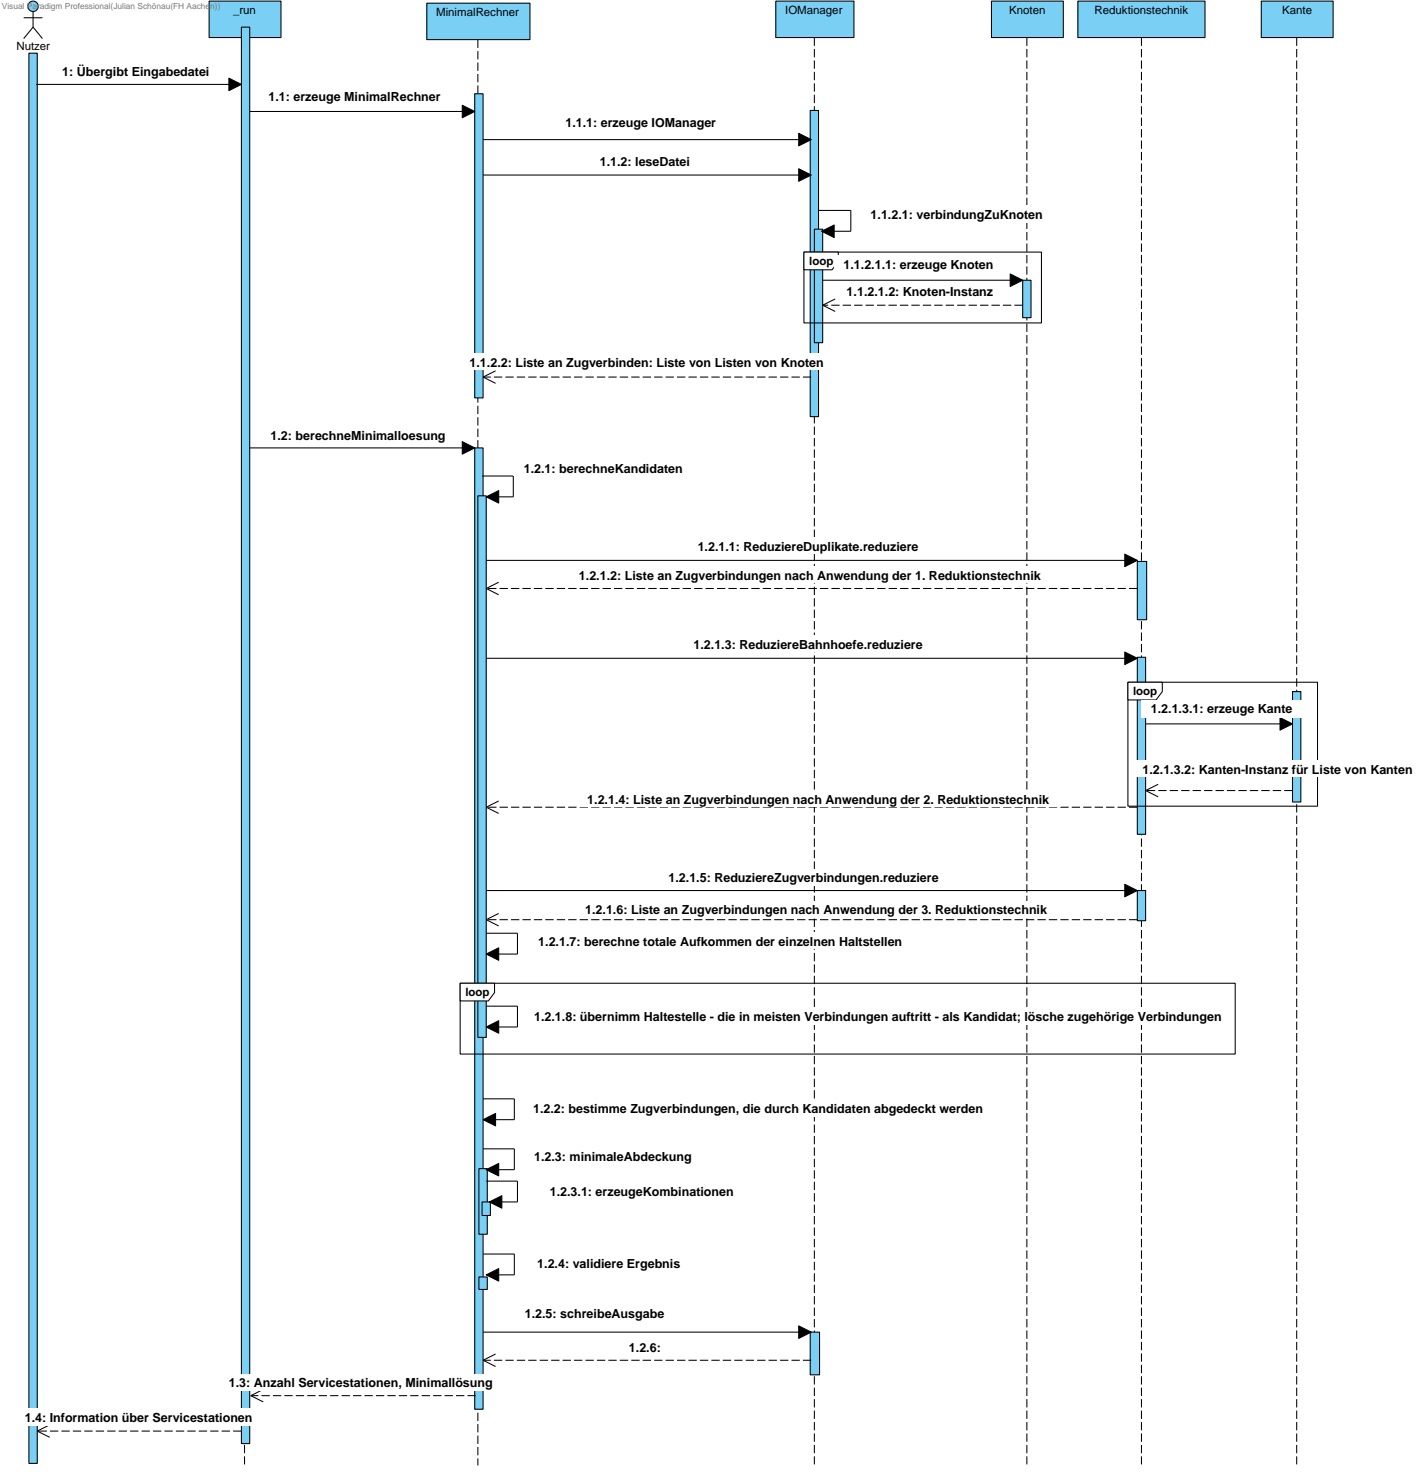 Visual Paradigm Professional(Julian Schönau(FH Aachen))
Nutzer
_run
MinimalRechner
IOManager
Knoten
Reduktionstechnik
Kante
1: Übergibt Eingabedatei
1.1: erzeuge MinimalRechner
1.1.1: erzeuge IOManager
1.1.2: leseDatei
1.1.2.1: verbindungZuKnoten
loop
1.1.2.1.1: erzeuge Knoten
1.1.2.1.2: Knoten-Instanz
1.1.2.2: Liste an Zugverbinden: Liste von Listen von Knoten
1.2: berechneMinimalloesung
1.2.1: berechneKandidaten
1.2.1.1: ReduziereDuplikate.reduziere
1.2.1.2: Liste an Zugverbindungen nach Anwendung der 1. Reduktionstechnik
1.2.1.3: ReduziereBahnhoefe.reduziere
loop
1.2.1.3.1: erzeuge Kante
1.2.1.3.2: Kanten-Instanz für Liste von Kanten
1.2.1.4: Liste an Zugverbindungen nach Anwendung der 2. Reduktionstechnik
1.2.1.5: ReduziereZugverbindungen.reduziere
1.2.1.6: Liste an Zugverbindungen nach Anwendung der 3. Reduktionstechnik
1.2.1.7: berechne totale Aufkommen der einzelnen Haltstellen
loop
1.2.1.8: übernimm Haltestelle - die in meisten Verbindungen auftritt - als Kandidat; lösche zugehörige Verbindungen
1.2.2: bestimme Zugverbindungen, die durch Kandidaten abgedeckt werden
1.2.3: minimaleAbdeckung
1.2.3.1: erzeugeKombinationen
1.2.4: validiere Ergebnis
1.2.5: schreibeAusgabe
1.2.6:
1.3: Anzahl Servicestationen, Minimallösung
1.4: Information über Servicestationen